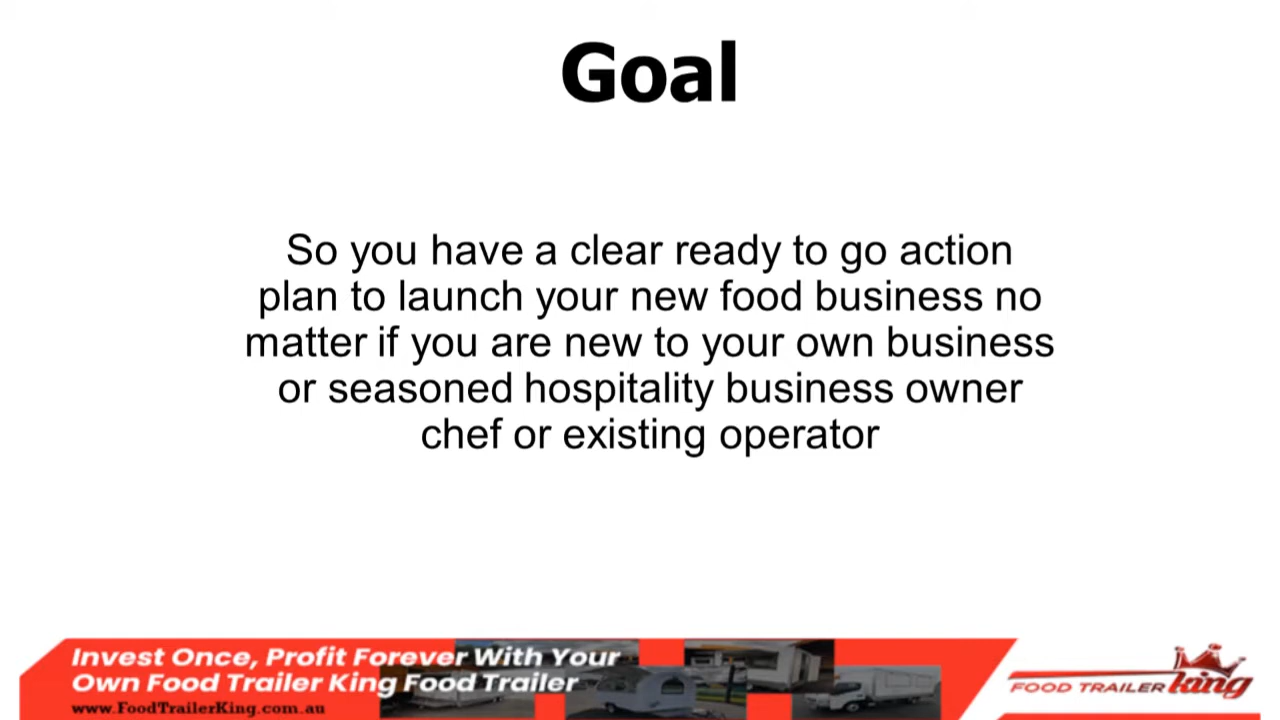 Goal
So you have a clear ready to go action
plan to launch your new food business no
matter if you are new to your own business
or seasoned hospitality business owner
chef or existing operator
Invest Once, Profit Forever With Your
Own Food Trailer King Food Trailer
www.FoodTrailerKing.com.au
FOOD TRAILER king